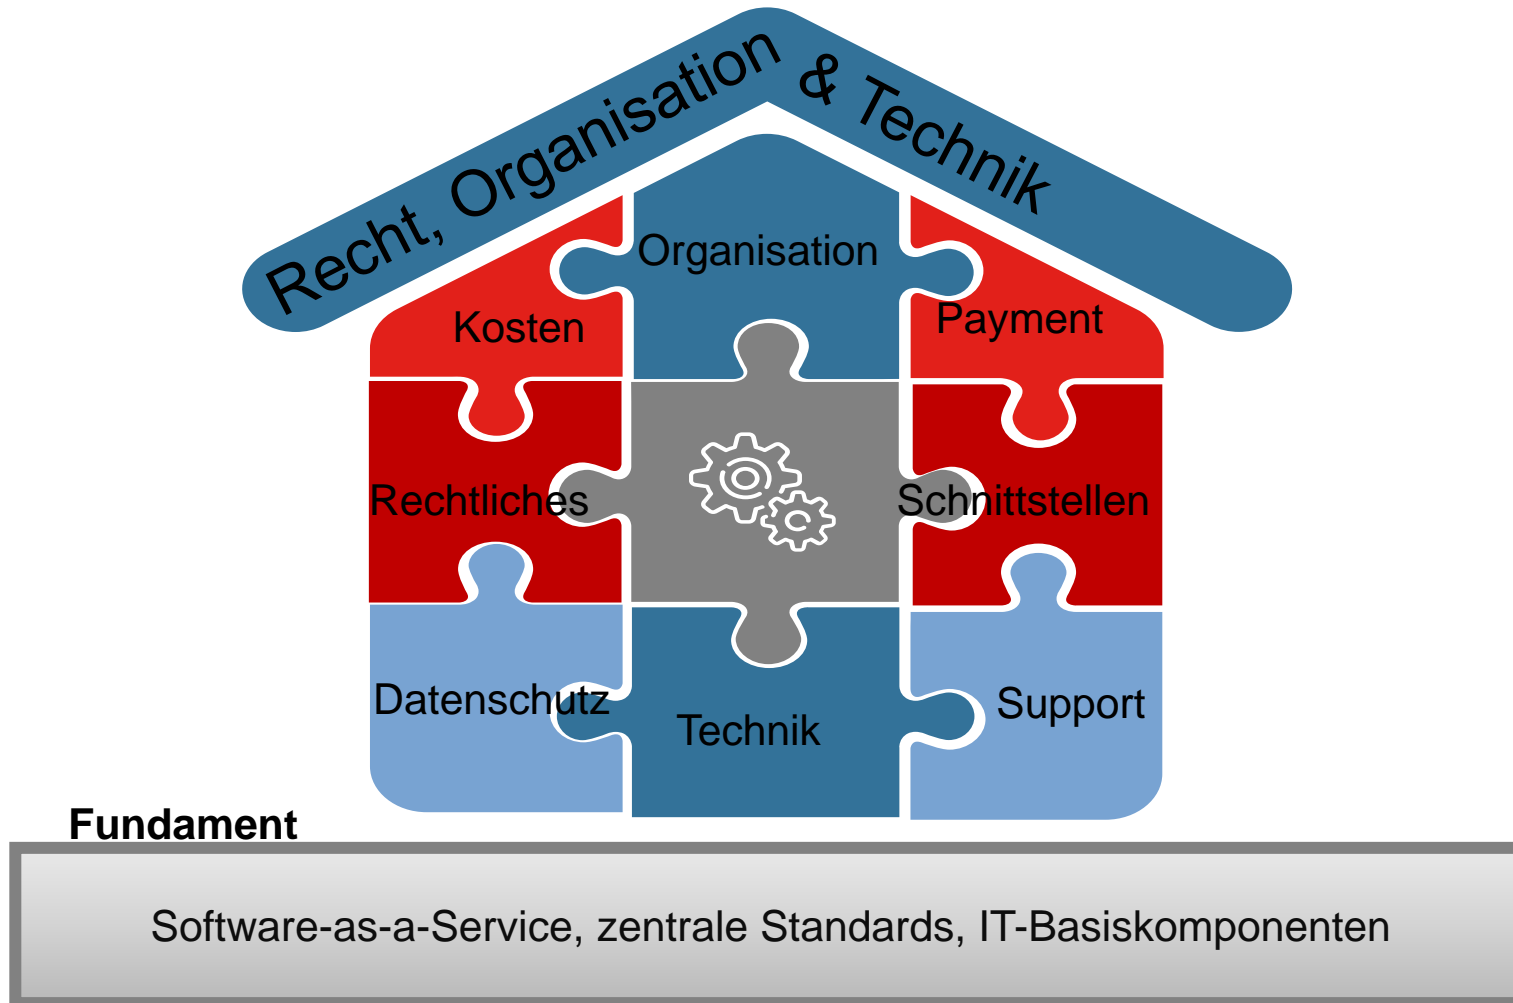 Recht, Organisation & Technik
Organisation
Kosten
Payment
Rechtliches
Schnittstellen
Datenschutz
Technik
Support
Fundament
Software-as-a-Service, zentrale Standards, IT-Basiskomponenten